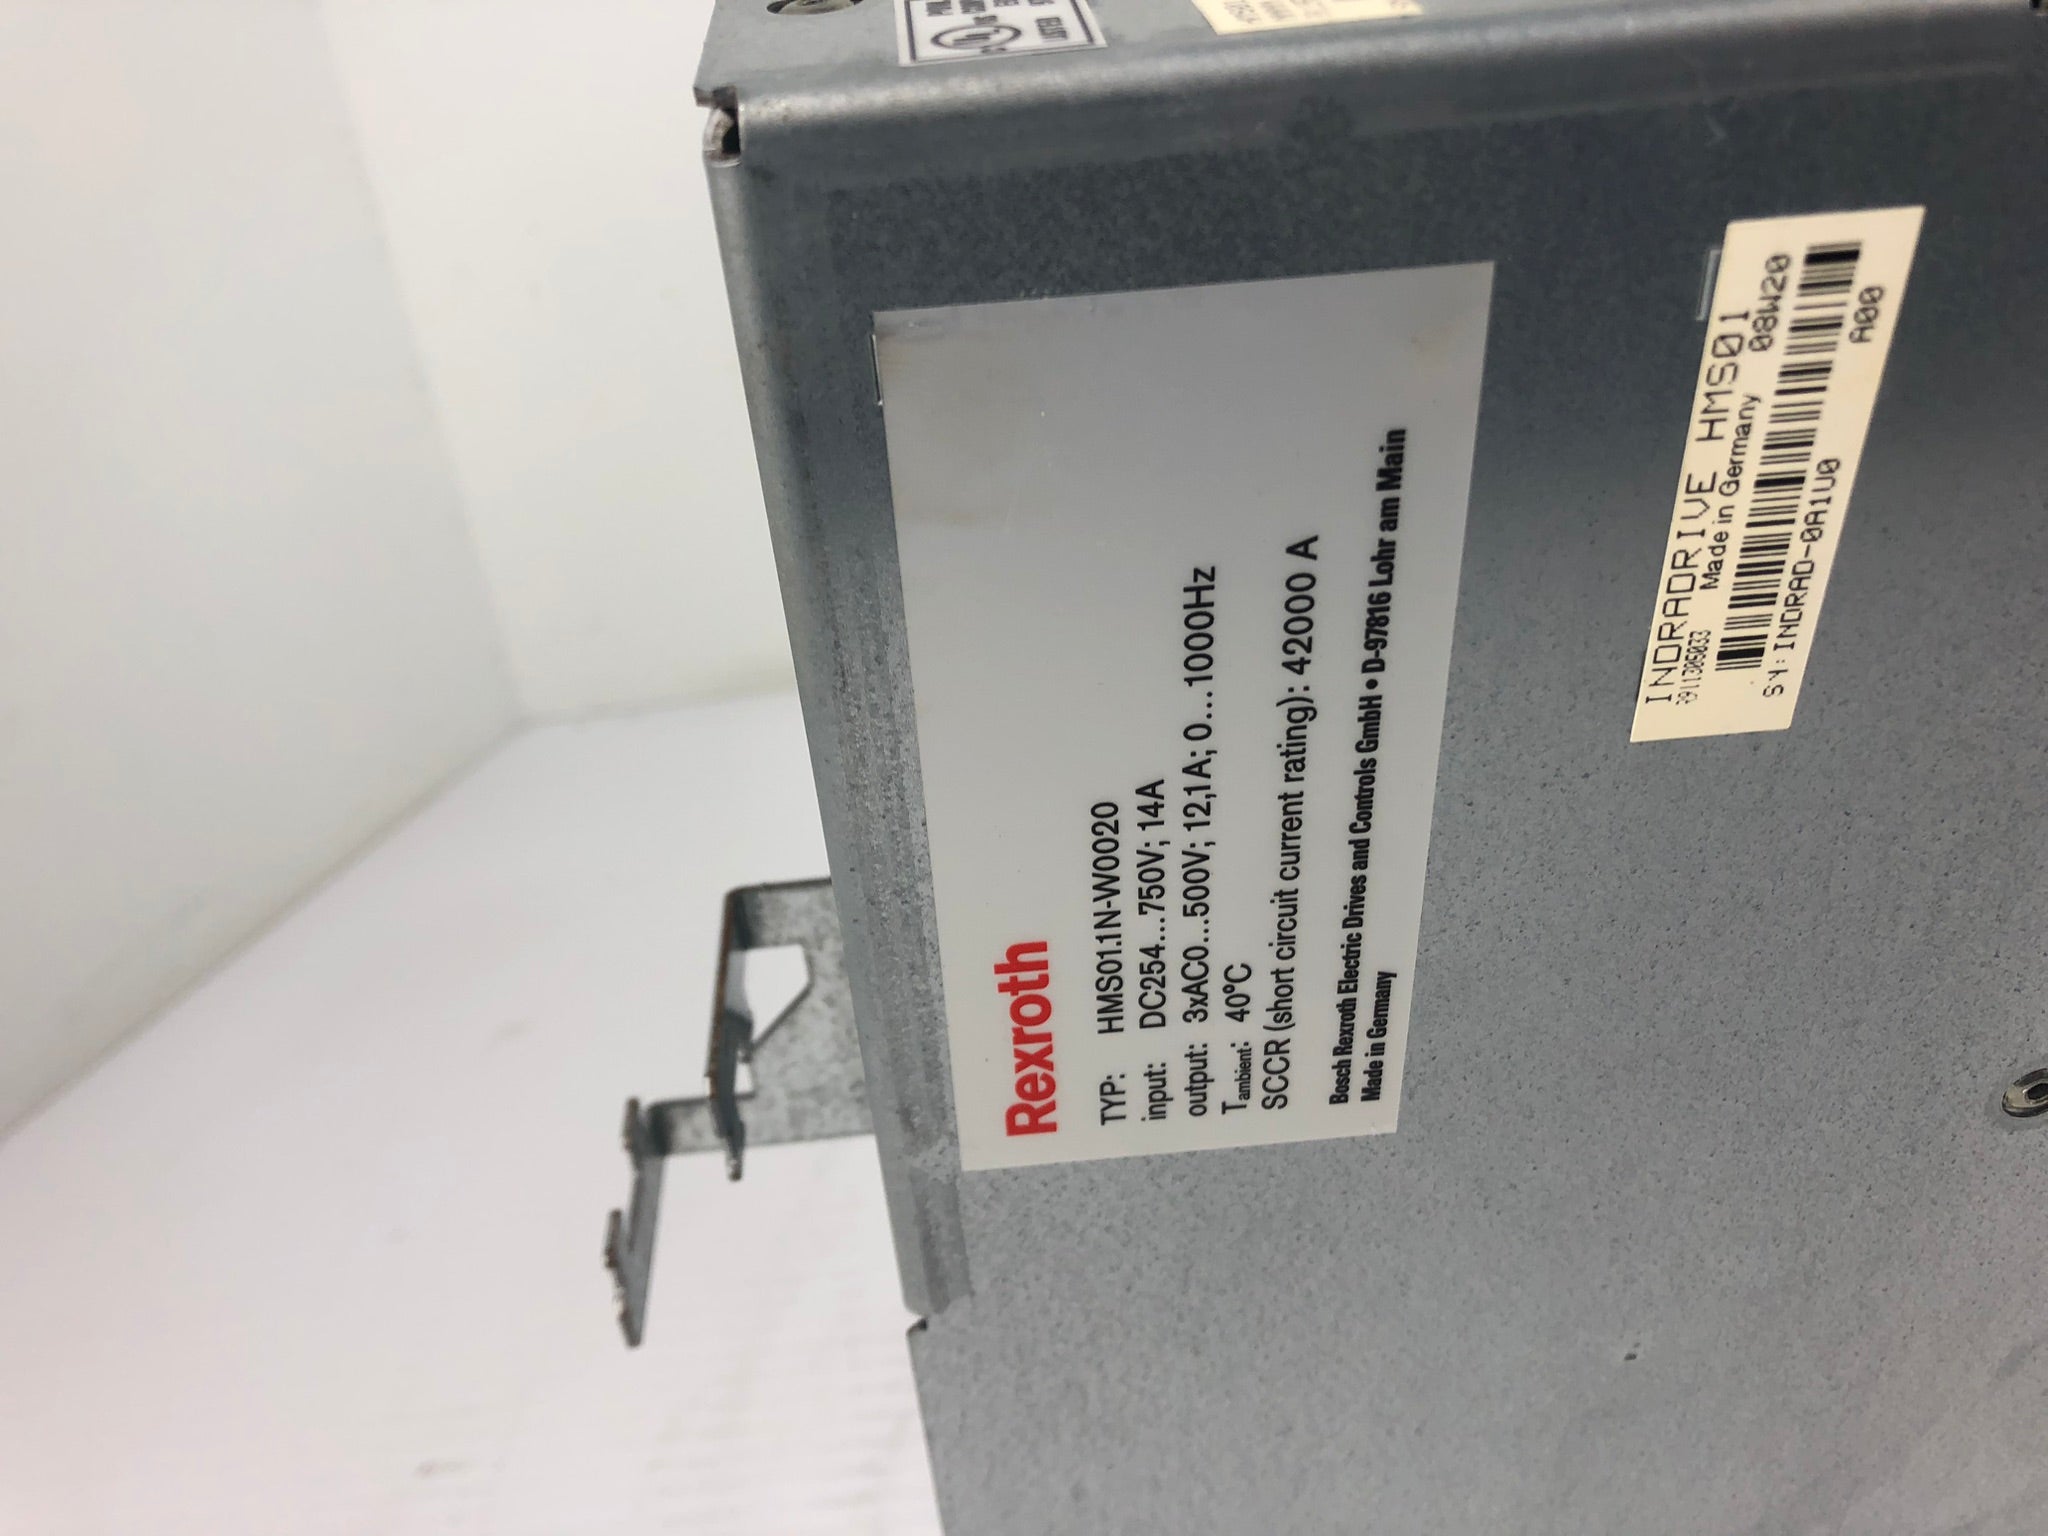 Rexroth
TYP: HMS01.1N-W0020
input: DC254...750V; 14A
output: 3xAC0...500V; 12,1A; 0...1000Hz
Tambient: 40°C
SCCR (short circuit current rating): 42000 A
Bosch Rexroth Electric Drives and Controls GmbH • D-97816 Lohr am Main
Made in Germany
INDRADRIVE HMS01
Made in Germany 08W20
SY:INDRAD-0A1V0 A00
LISTED